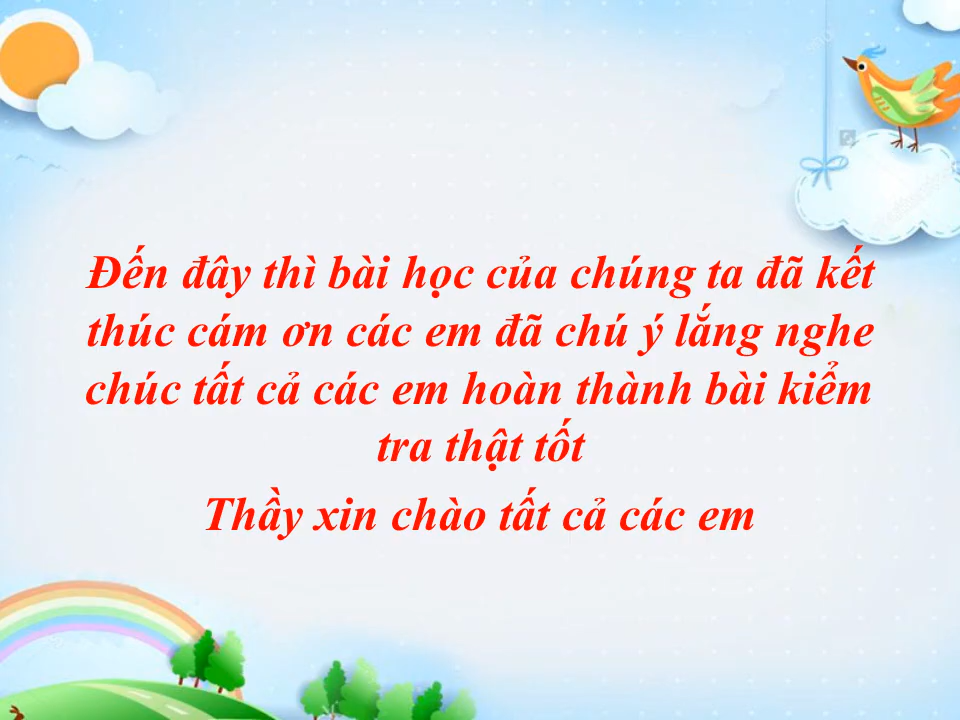 Đến đây thì bài học của chúng ta đã kết
thúc cám ơn các em đã chú ý lắng nghe
chúc tất cả các em hoàn thành bài kiểm
tra thật tốt
Thầy xin chào tất cả các em